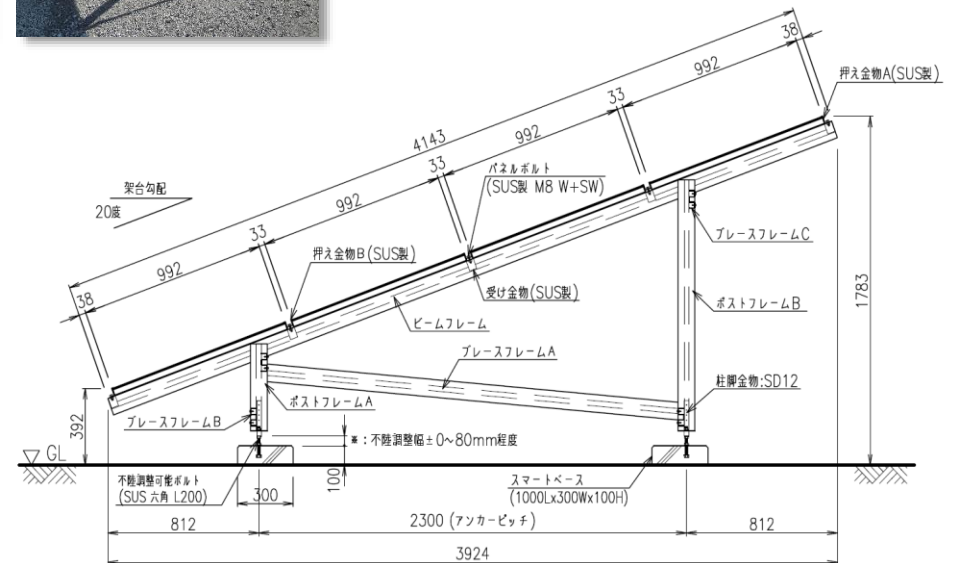 38
992
押え金物A(SUS製)
33
4143
992
33
パネルボルト
(SUS製 M8 W+SW)
架台勾配
20度
992
ブレースフレームC
33
押え金物B(SUS製)
992
受け金物(SUS製)
38
ポストフレームB
1783
ビームフレーム
ブレースフレームA
柱脚金物:SD12
ポストフレームA
392
ブレースフレームB
※:不陸調整幅±0~80mm程度
GL
不陸調整可能ボルト
(SUS 六角 L200)
300
100
スマートベース
(1000Lx300Wx100H)
812
2300 (アンカーピッチ)
812
3924